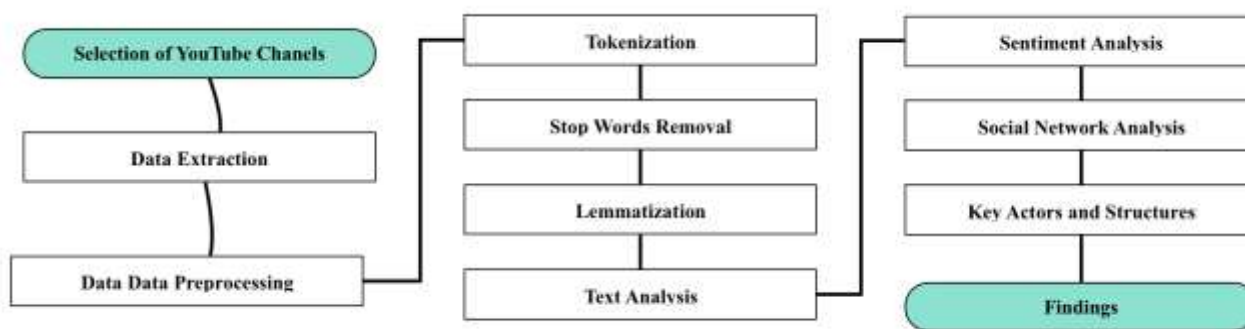 Selection of YouTube Chanels
Data Extraction
Data Data Preprocessing
Tokenization
Stop Words Removal
Lemmatization
Text Analysis
Sentiment Analysis
Social Network Analysis
Key Actors and Structures
Findings